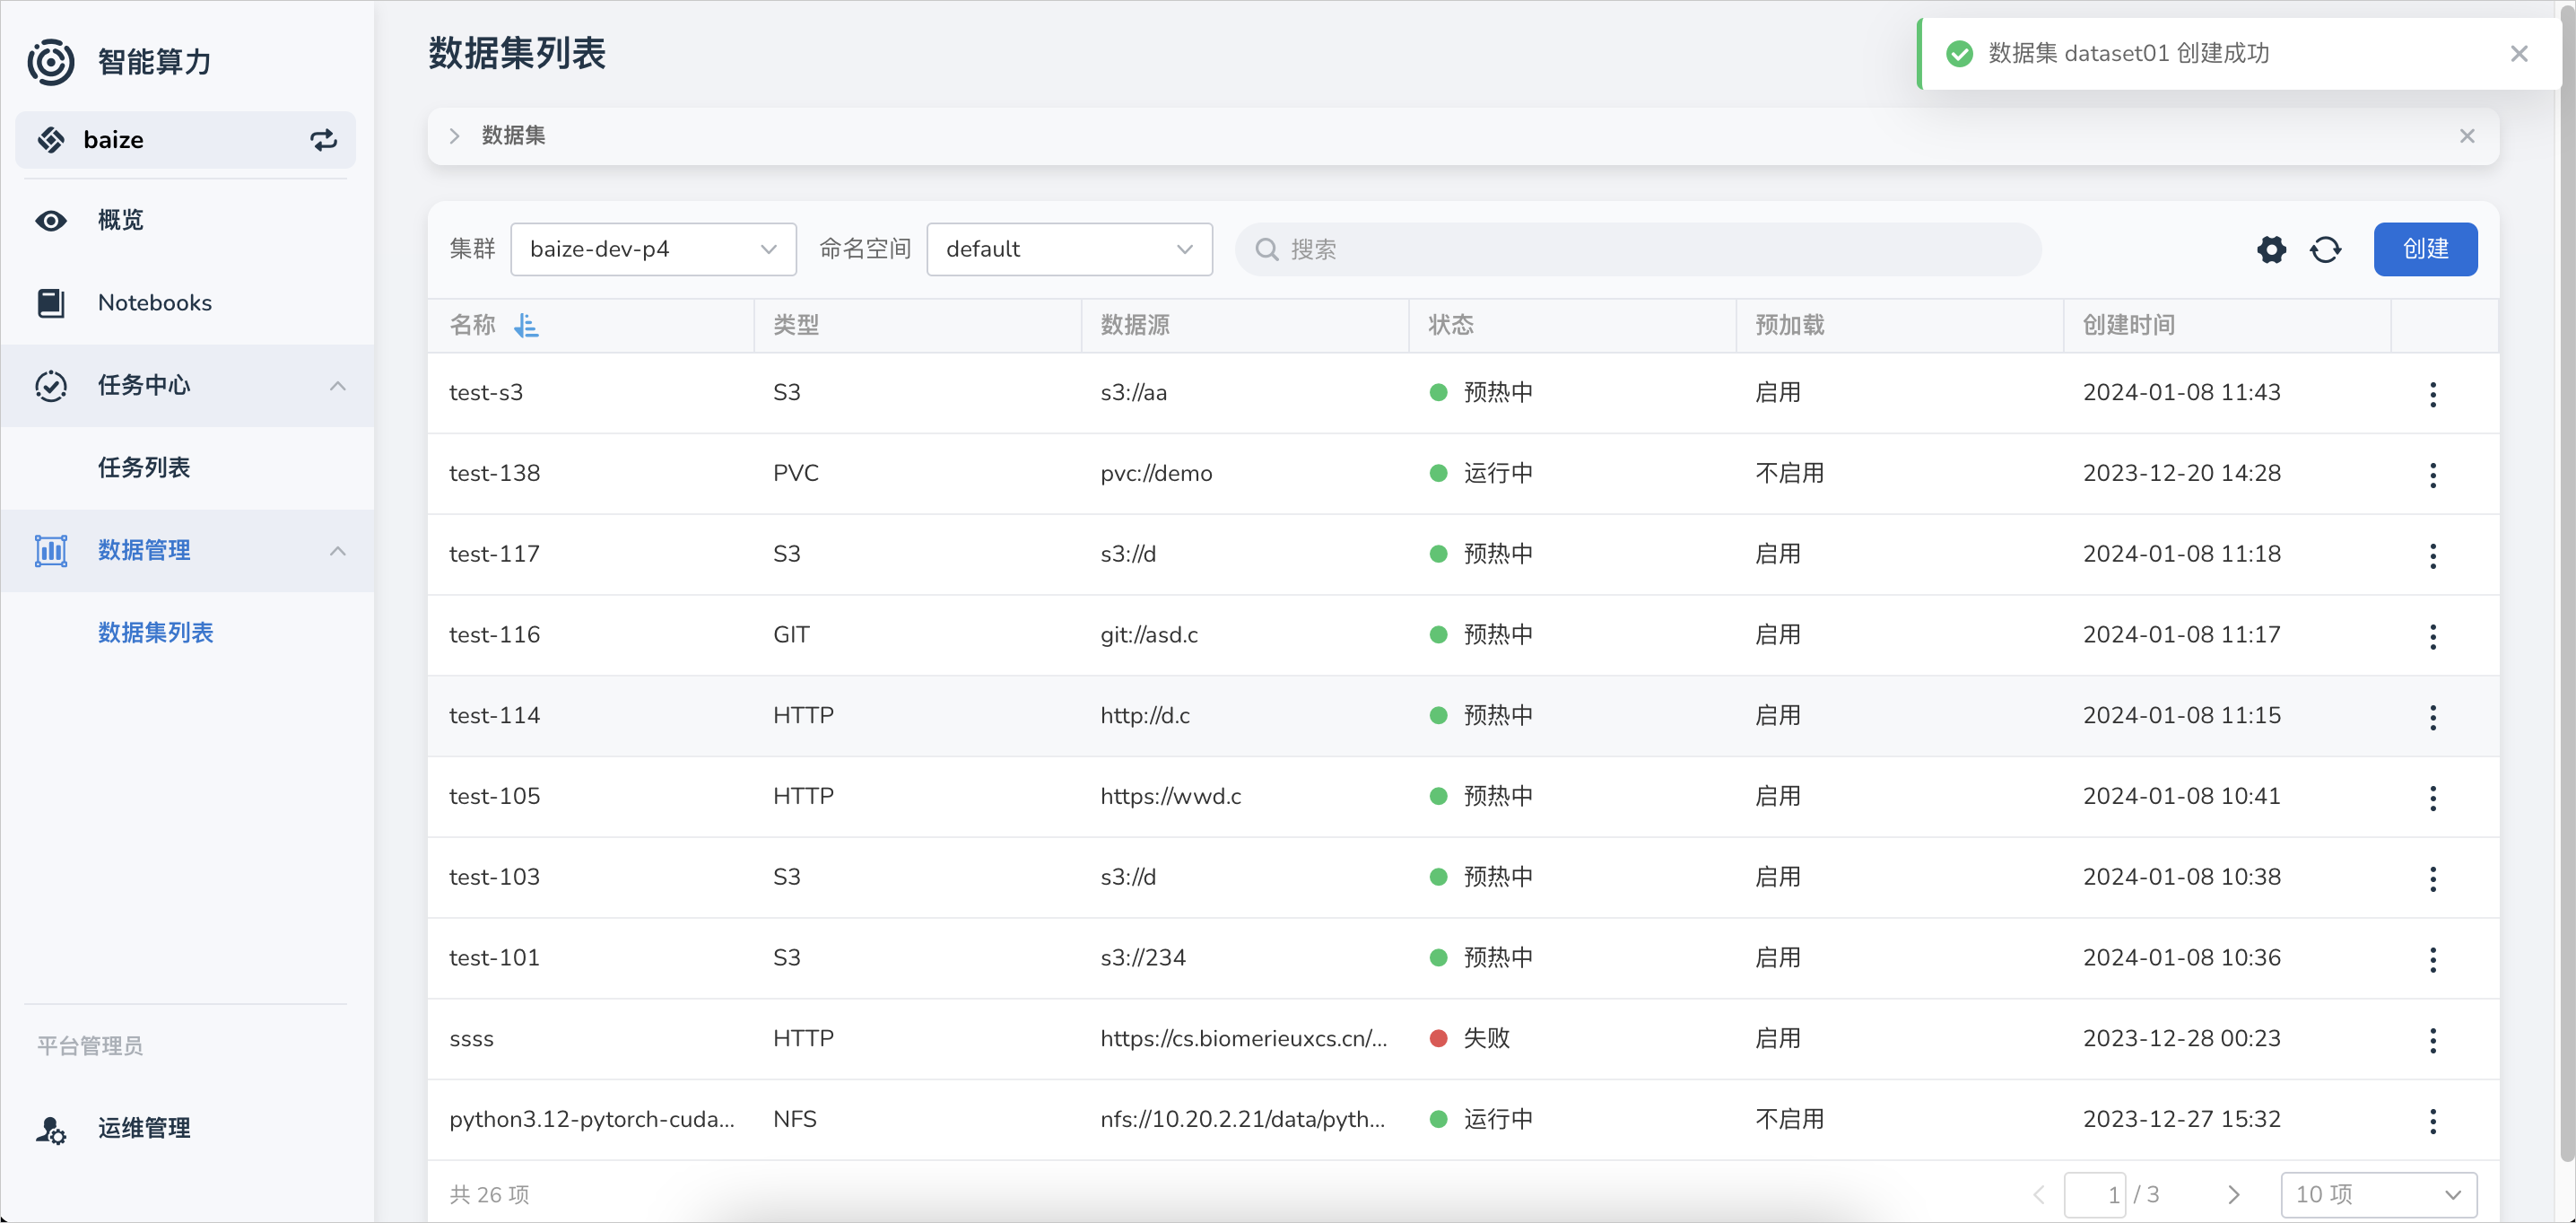 智能算力
baize
概览
Notebooks
任务中心
任务列表
数据管理
数据集列表
平台管理员
运维管理
数据集列表
数据集 dataset01 创建成功
数据集
集群 baize-dev-p4 命名空间 default 搜索 创建
名称 类型 数据源 状态 预加载 创建时间
test-s3 S3 s3://aa 预热中 启用 2024-01-08 11:43
test-138 PVC pvc://demo 运行中 不启用 2023-12-20 14:28
test-117 S3 s3://d 预热中 启用 2024-01-08 11:18
test-116 GIT git://asd.c 预热中 启用 2024-01-08 11:17
test-114 HTTP http://d.c 预热中 启用 2024-01-08 11:15
test-105 HTTP https://wwd.c 预热中 启用 2024-01-08 10:41
test-103 S3 s3://d 预热中 启用 2024-01-08 10:38
test-101 S3 s3://234 预热中 启用 2024-01-08 10:36
ssss HTTP https://cs.biomerieuxcs.cn/... 失败 启用 2023-12-28 00:23
python3.12-pytorch-cuda... NFS nfs://10.20.2.21/data/pyth... 运行中 不启用 2023-12-27 15:32
共 26 项 1 / 3 10 项